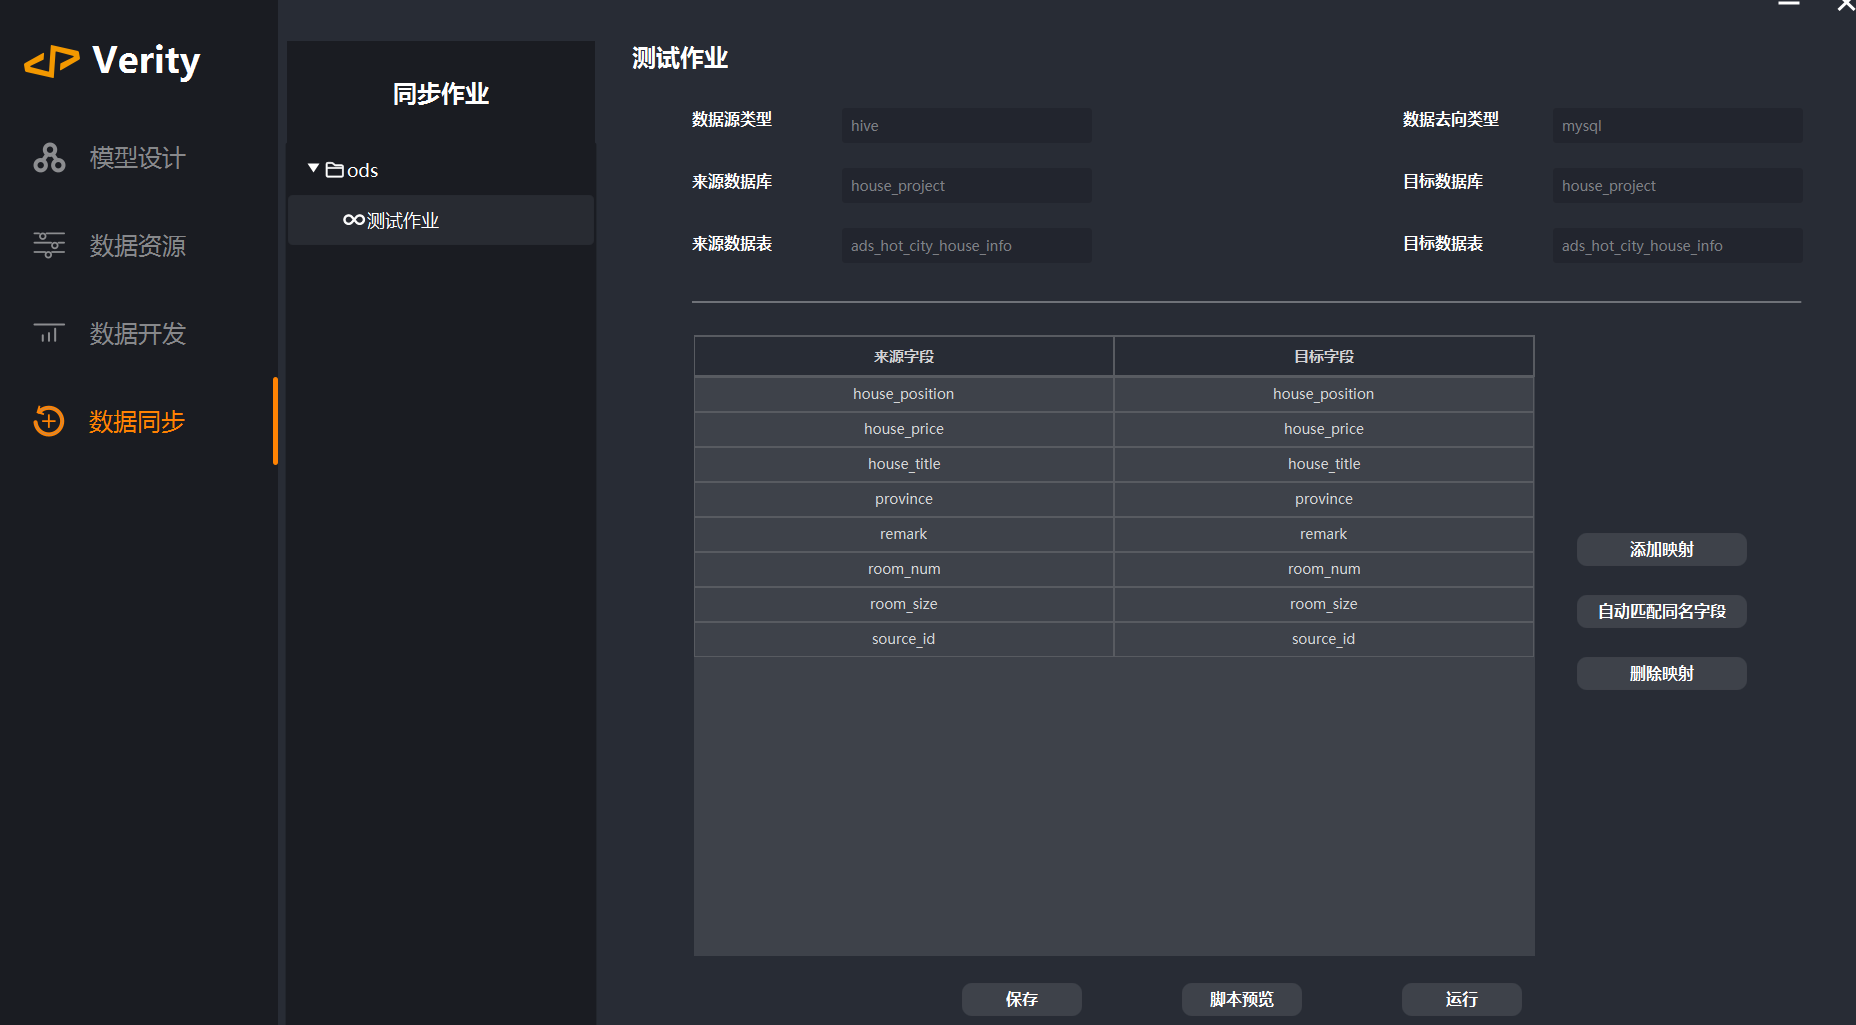 Verity
模型设计
数据资源
数据开发
数据同步
同步作业
ods
测试作业
测试作业
数据源类型 hive 数据去向类型 mysql
来源数据库 house_project 目标数据库 house_project
来源数据表 ads_hot_city_house_info 目标数据表 ads_hot_city_house_info
来源字段 目标字段
house_position house_position
house_price house_price
house_title house_title
province province
remark remark
room_num room_num
room_size room_size
source_id source_id
添加映射
自动匹配同名字段
删除映射
保存 脚本预览 运行